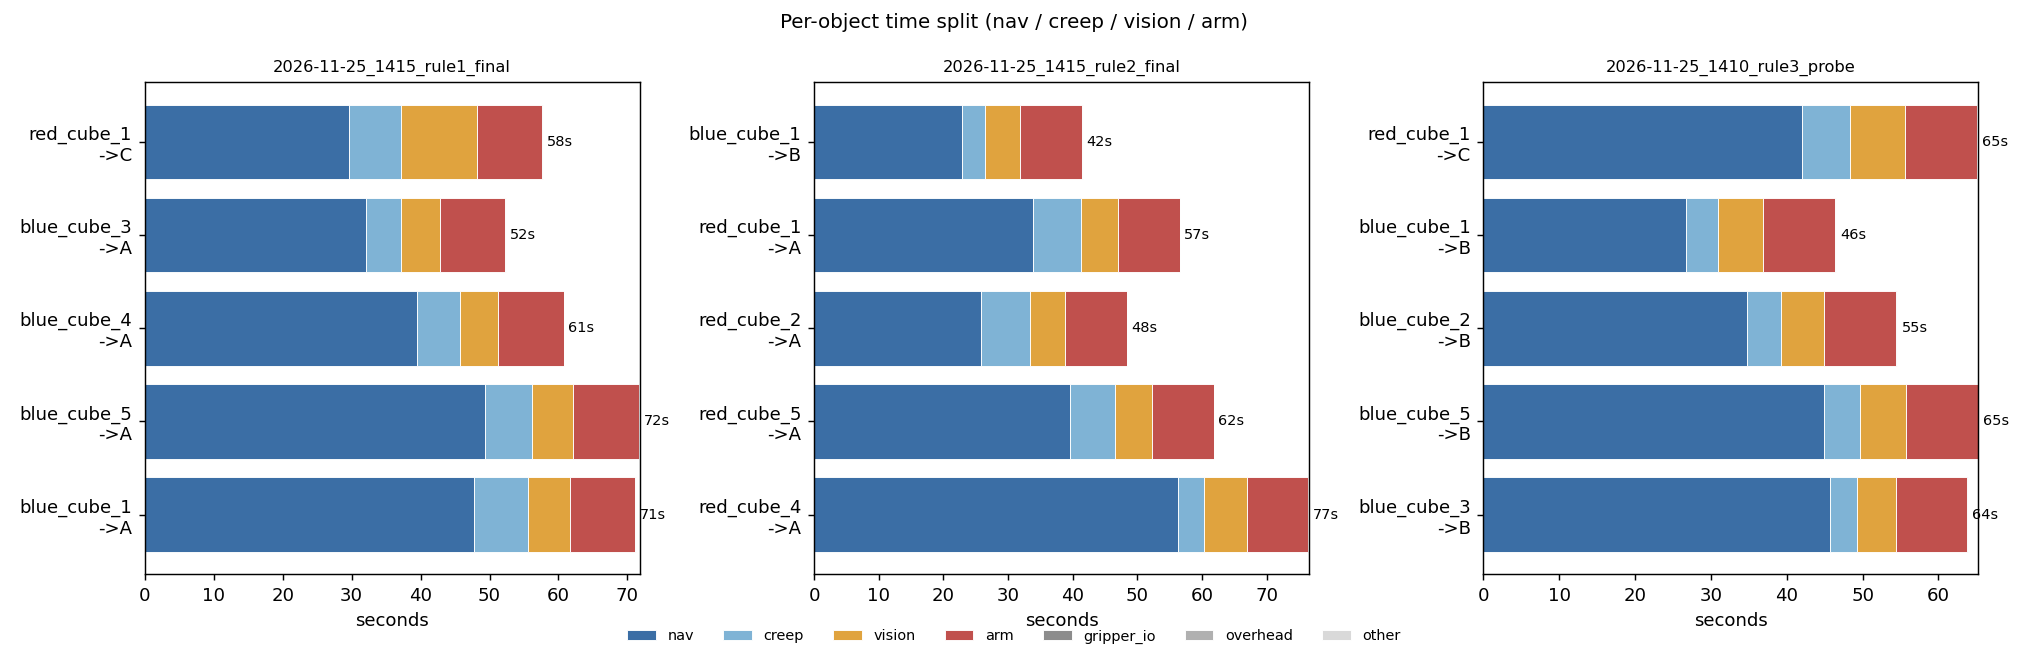 Per-object time split (nav / creep / vision / arm)
2026-11-25_1415_rule1_final
red_cube_1
->C
58s
blue_cube_3
->A
52s
blue_cube_4
->A
61s
blue_cube_5
->A
72s
blue_cube_1
->A
71s
0 10 20 30 40 50 60 70
seconds
2026-11-25_1415_rule2_final
blue_cube_1
->B
42s
red_cube_1
->A
57s
red_cube_2
->A
48s
red_cube_5
->A
62s
red_cube_4
->A
77s
0 10 20 30 40 50 60 70
seconds
2026-11-25_1410_rule3_probe
red_cube_1
->C
65s
blue_cube_1
->B
46s
blue_cube_2
->B
55s
blue_cube_5
->B
65s
blue_cube_3
->B
64s
0 10 20 30 40 50 60
seconds
nav creep vision arm gripper_io overhead other